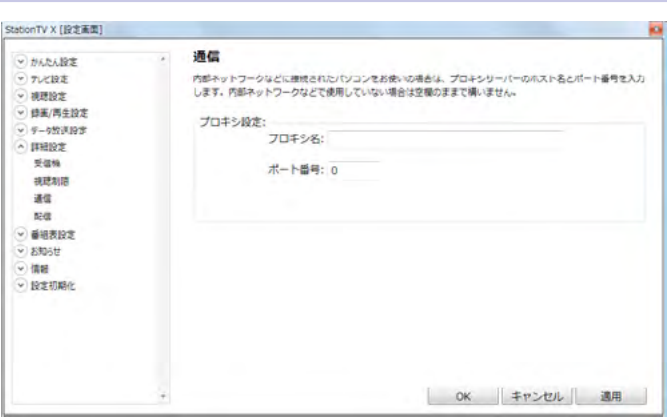 StationTV X [設定画面]
かんたん設定
テレビ設定
視聴設定
録画/再生設定
データ放送設定
詳細設定
受信機
視聴制限
通信
配信
番組表設定
お知らせ
情報
設定初期化
通信
内部ネットワークなどに接続されたパソコンをお使いの場合は、プロキシサーバーのホスト名とポート番号を入力
します。内部ネットワークなどで使用していない場合は空欄のままで構いません。
プロキシ設定:
プロキシ名:
ポート番号: 0
OK キャンセル 適用